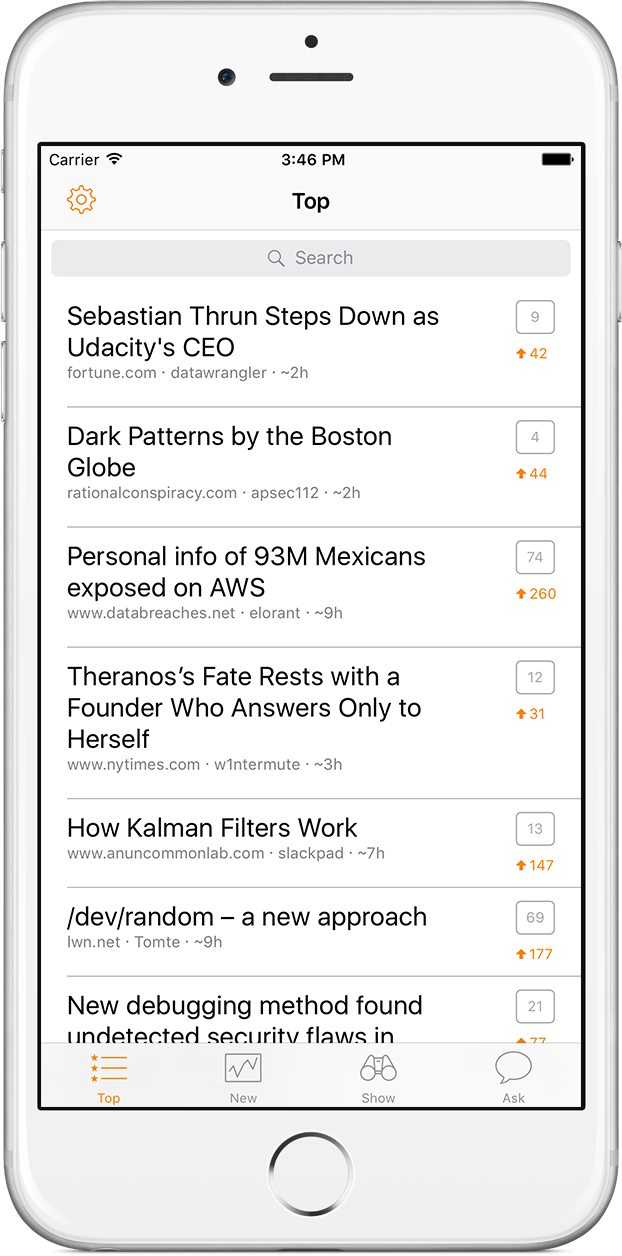 Carrier 3:46 PM
Top
Search
Sebastian Thrun Steps Down as
Udacity's CEO
fortune.com · datawrangler · ~2h
9
42
Dark Patterns by the Boston
Globe
rationalconspiracy.com · apsec112 · ~2h
4
44
Personal info of 93M Mexicans
exposed on AWS
www.databreaches.net · elorant · ~9h
74
260
Theranos’s Fate Rests with a
Founder Who Answers Only to
Herself
www.nytimes.com · w1ntermute · ~3h
12
31
How Kalman Filters Work
www.anuncommonlab.com · slackpad · ~7h
13
147
/dev/random – a new approach
lwn.net · Tomte · ~9h
69
177
New debugging method found
undetected security flaws in
21
77
Top New Show Ask